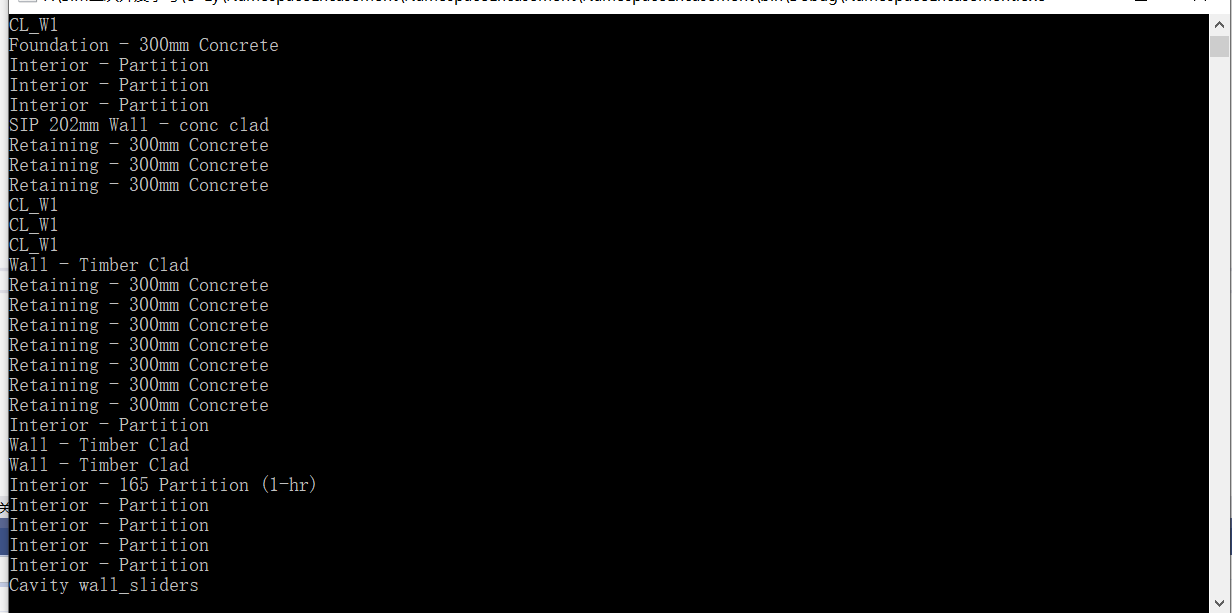 CL_W1
Foundation - 300mm Concrete
Interior - Partition
Interior - Partition
Interior - Partition
SIP 202mm Wall - conc clad
Retaining - 300mm Concrete
Retaining - 300mm Concrete
Retaining - 300mm Concrete
CL_W1
CL_W1
CL_W1
Wall - Timber Clad
Retaining - 300mm Concrete
Retaining - 300mm Concrete
Retaining - 300mm Concrete
Retaining - 300mm Concrete
Retaining - 300mm Concrete
Retaining - 300mm Concrete
Retaining - 300mm Concrete
Interior - Partition
Wall - Timber Clad
Wall - Timber Clad
Interior - 165 Partition (1-hr)
Interior - Partition
Interior - Partition
Interior - Partition
Interior - Partition
Cavity wall_sliders